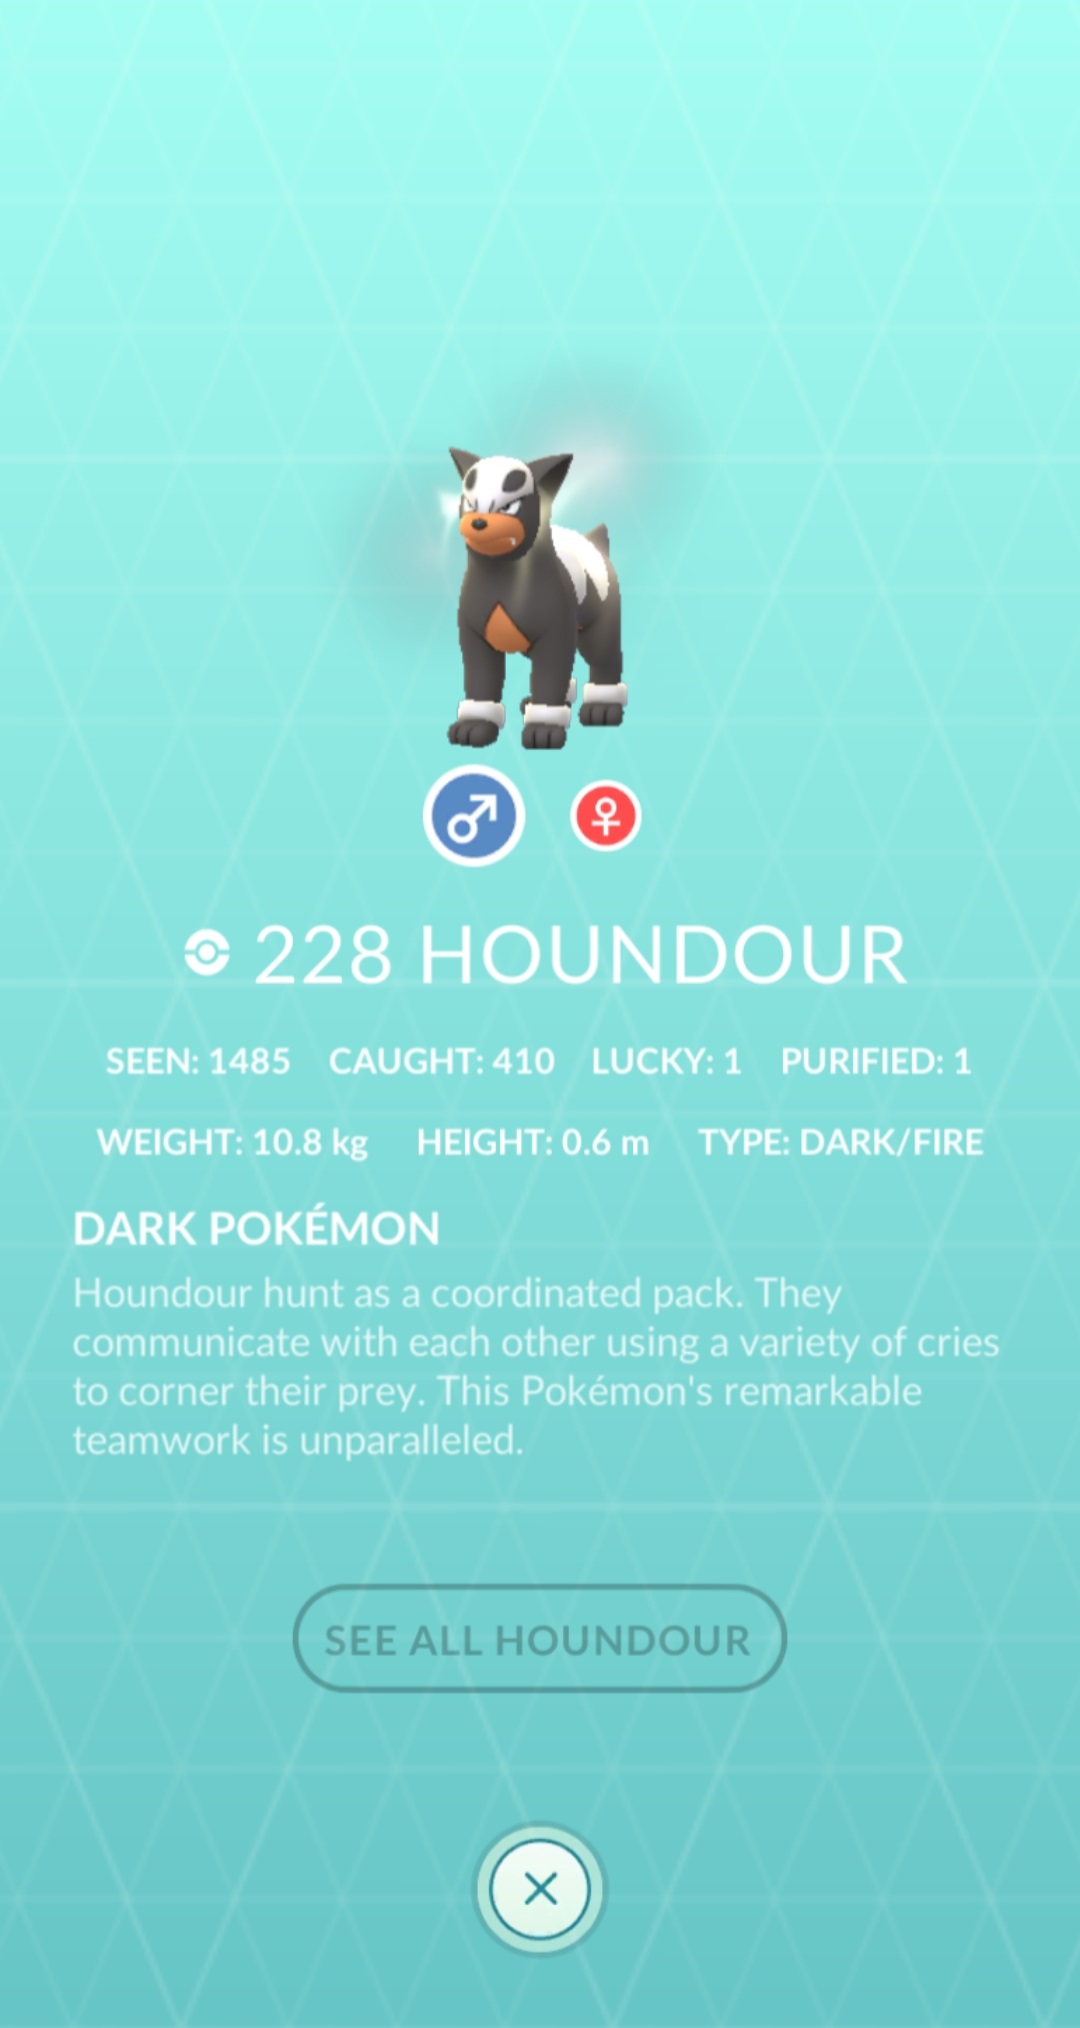 228 HOUNDOUR
SEEN: 1485 CAUGHT: 410 LUCKY: 1 PURIFIED: 1
WEIGHT: 10.8 kg HEIGHT: 0.6 m TYPE: DARK/FIRE
DARK POKÉMON
Houndour hunt as a coordinated pack. They
communicate with each other using a variety of cries
to corner their prey. This Pokémon's remarkable
teamwork is unparalleled.
SEE ALL HOUNDOUR